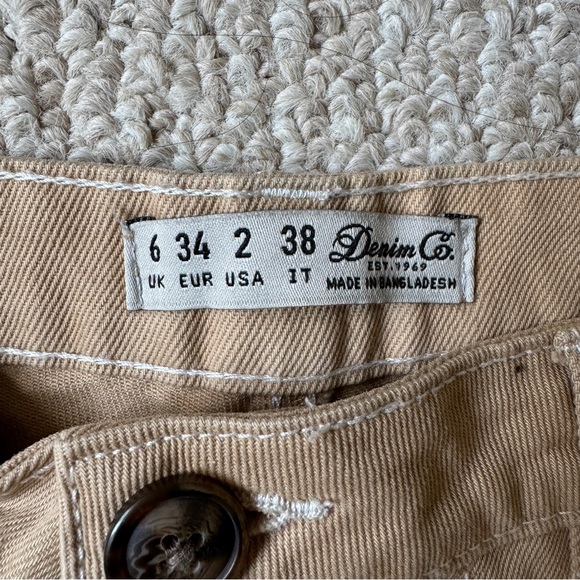 6 34 2 38 Denim Co.
EST. 1969
UK EUR USA IT MADE IN BANGLADESH